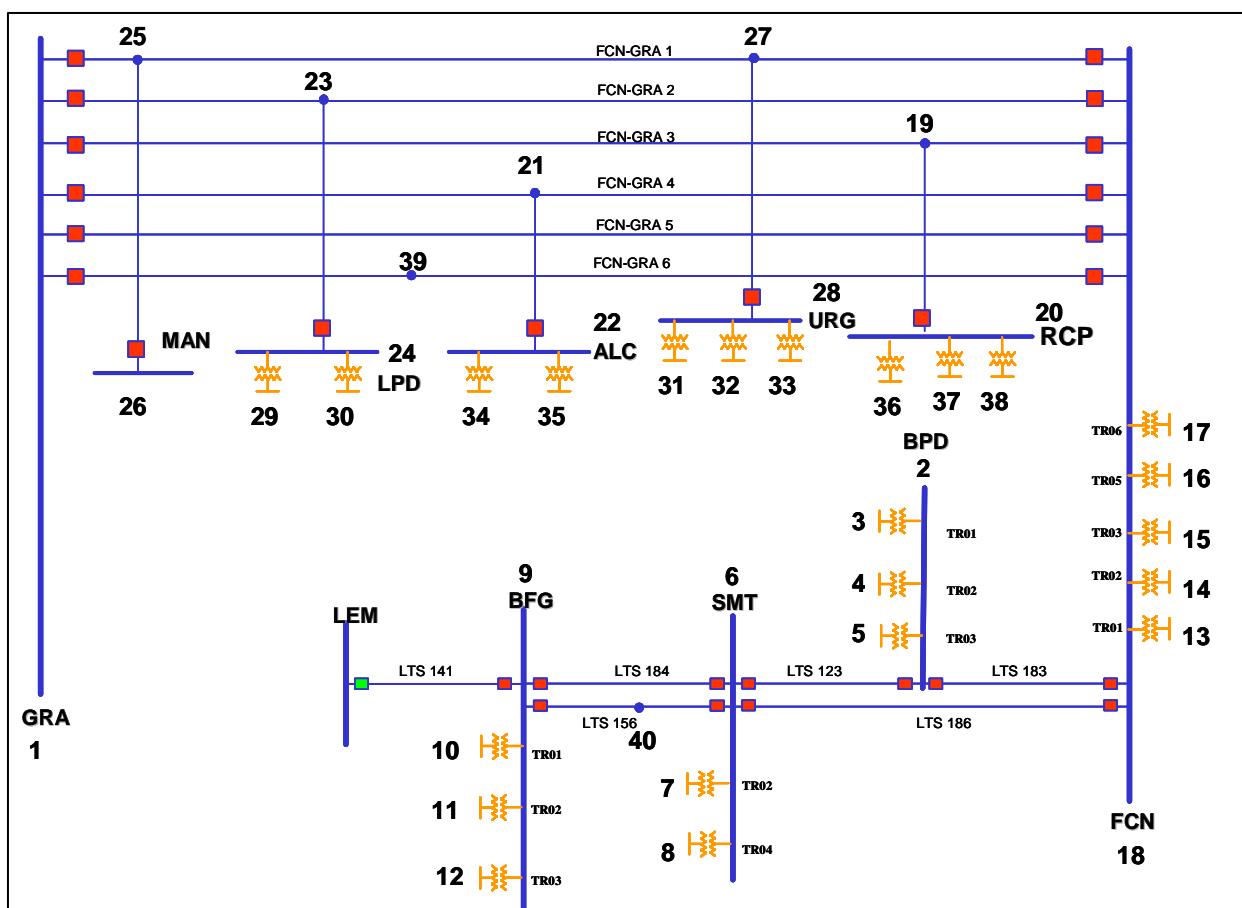 25
27
FCN-GRA 1
23
FCN-GRA 2
19
FCN-GRA 3
21
FCN-GRA 4
FCN-GRA 5
39
FCN-GRA 6
28
URG
20
RCP
22
ALC
MAN
24
LPD
26
29
30
34
35
31
32
33
36
37
38
BPD
2
TR06
17
TR05
16
3
TR01
TR03
15
4
TR02
TR02
14
5
TR03
TR01
13
9
BFG
6
SMT
LEM
LTS 141
LTS 184
LTS 123
LTS 183
LTS 156
40
LTS 186
GRA
1
10
TR01
11
TR02
12
TR03
7
TR02
8
TR04
FCN
18